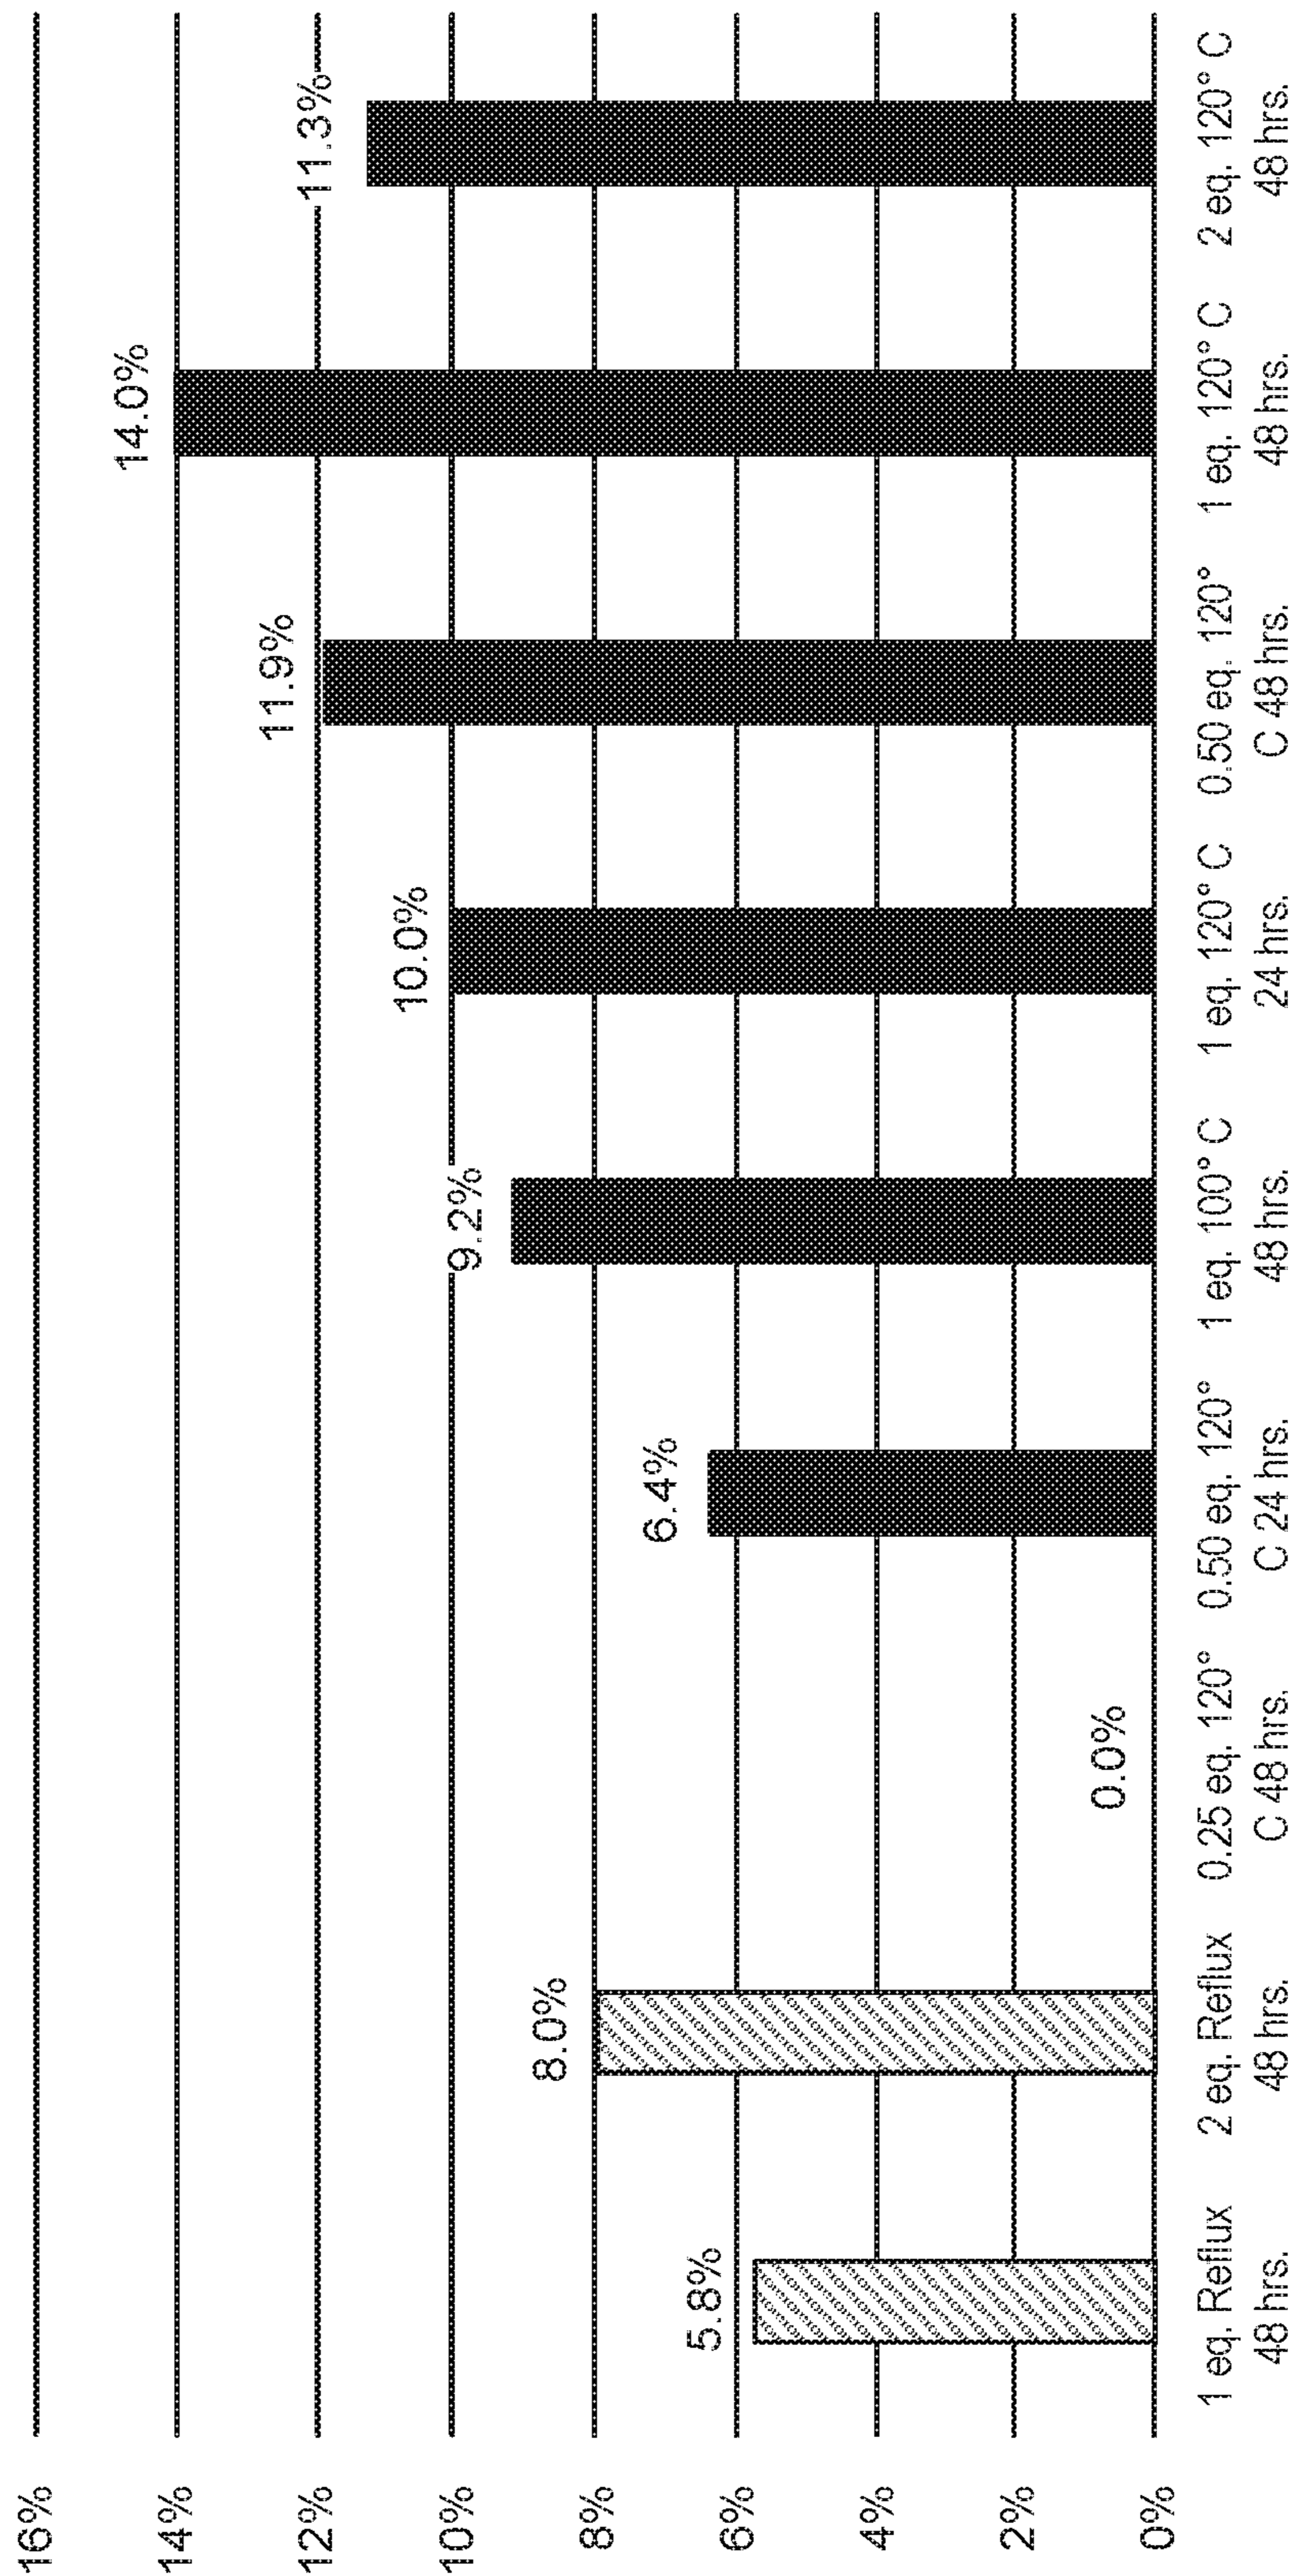 16%
14%
12%
10%
8%
6%
4%
2%
0%
5.8%
8.0%
0.0%
6.4%
9.2%
10.0%
11.9%
14.0%
11.3%
1 eq. Reflux
48 hrs.
2 eq. Reflux
48 hrs.
0.25 eq. 120°
C 48 hrs.
0.50 eq. 120°
C 24 hrs.
1 eq. 100° C
48 hrs.
1 eq. 120° C
24 hrs.
0.50 eq. 120°
C 48 hrs.
1 eq. 120° C
48 hrs.
2 eq. 120° C
48 hrs.